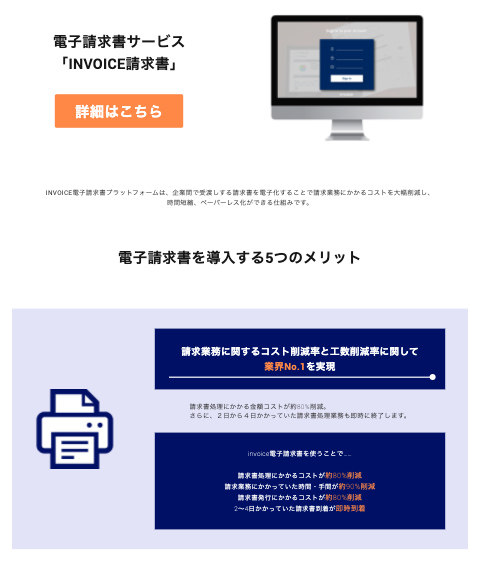 電子請求書サービス
「INVOICE請求書」
詳細はこちら
Sign in
INVOICE電子請求書プラットフォームは、企業間で受渡しする請求書を電子化することで請求業務にかかるコストを大幅削減し、
時間短縮、ペーパーレス化ができる仕組みです。
電子請求書を導入する5つのメリット
請求業務に関するコスト削減率と工数削減率に関して
業界No.1を実現
請求書処理にかかる金額コストが約80%削減。
さらに、２日から４日かかっていた請求書処理業務も即時に終了します。
invoice電子請求書を使うことで....
請求書処理にかかるコストが約80%削減
請求業務にかかっていた時間・手間が約90%削減
請求書発行にかかるコストが約80%削減
2〜4日かかっていた請求書到着が即時到着